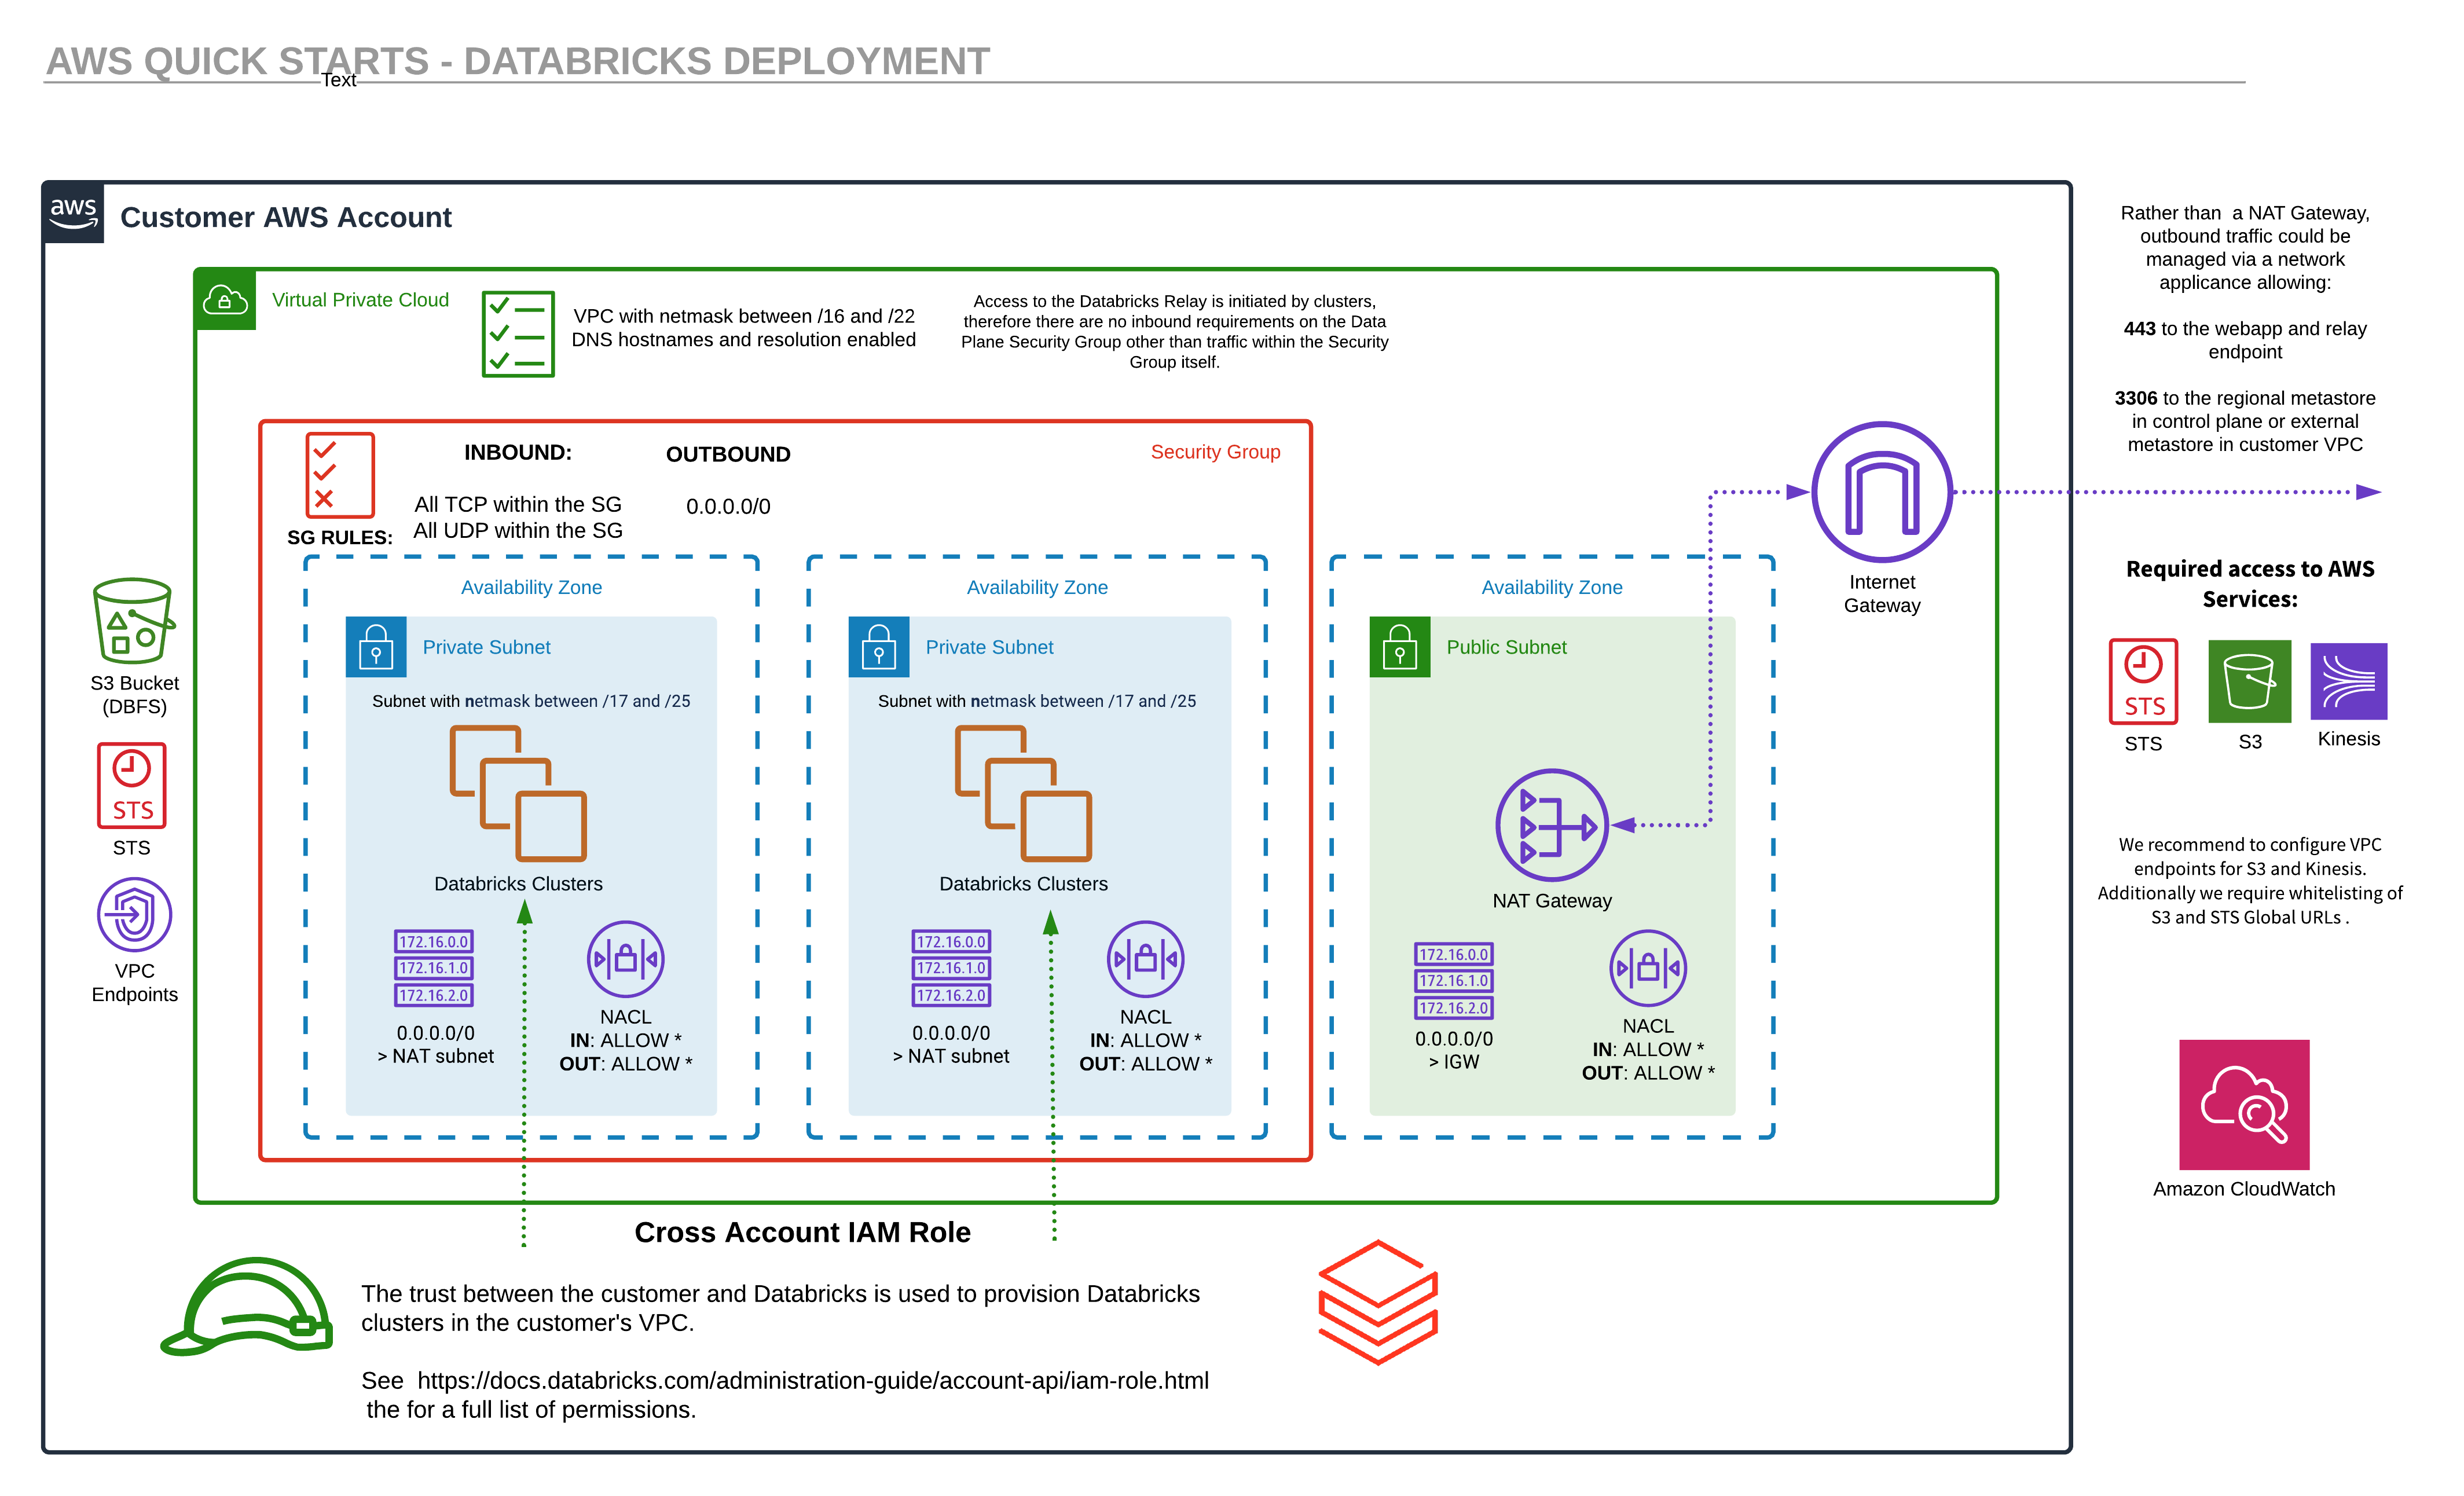 AWS QUICK STARTS - DATABRICKS DEPLOYMENT
Text
aws
Customer AWS Account
Virtual Private Cloud
VPC with netmask between /16 and /22
DNS hostnames and resolution enabled
Access to the Databricks Relay is initiated by clusters,
therefore there are no inbound requirements on the Data
Plane Security Group other than traffic within the Security
Group itself.
SG RULES:
INBOUND:
All TCP within the SG
All UDP within the SG
OUTBOUND
0.0.0.0/0
Security Group
S3 Bucket
(DBFS)
STS
STS
VPC
Endpoints
Availability Zone
Private Subnet
Subnet with netmask between /17 and /25
Databricks Clusters
172.16.0.0
172.16.1.0
172.16.2.0
0.0.0.0/0
> NAT subnet
NACL
IN: ALLOW *
OUT: ALLOW *
Availability Zone
Private Subnet
Subnet with netmask between /17 and /25
Databricks Clusters
172.16.0.0
172.16.1.0
172.16.2.0
0.0.0.0/0
> NAT subnet
NACL
IN: ALLOW *
OUT: ALLOW *
Availability Zone
Public Subnet
NAT Gateway
172.16.0.0
172.16.1.0
172.16.2.0
0.0.0.0/0
> IGW
NACL
IN: ALLOW *
OUT: ALLOW *
Internet
Gateway
Cross Account IAM Role
The trust between the customer and Databricks is used to provision Databricks
clusters in the customer's VPC.
See  https://docs.databricks.com/administration-guide/account-api/iam-role.html
the for a full list of permissions.
Rather than  a NAT Gateway,
outbound traffic could be
managed via a network
applicance allowing:
443 to the webapp and relay
endpoint
3306 to the regional metastore
in control plane or external
metastore in customer VPC
Required access to AWS
Services:
STS
STS
S3
Kinesis
We recommend to configure VPC
endpoints for S3 and Kinesis.
Additionally we require whitelisting of
S3 and STS Global URLs .
Amazon CloudWatch